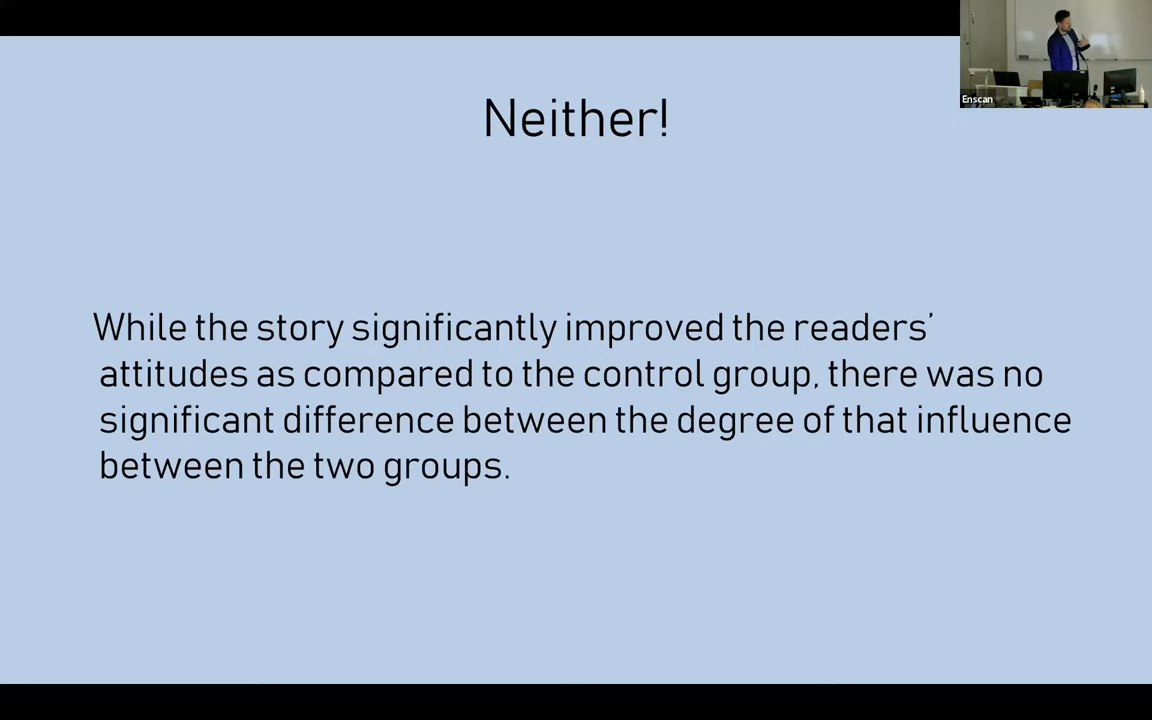 Neither!
Enscan
While the story significantly improved the readers’
attitudes as compared to the control group, there was no
significant difference between the degree of that influence
between the two groups.